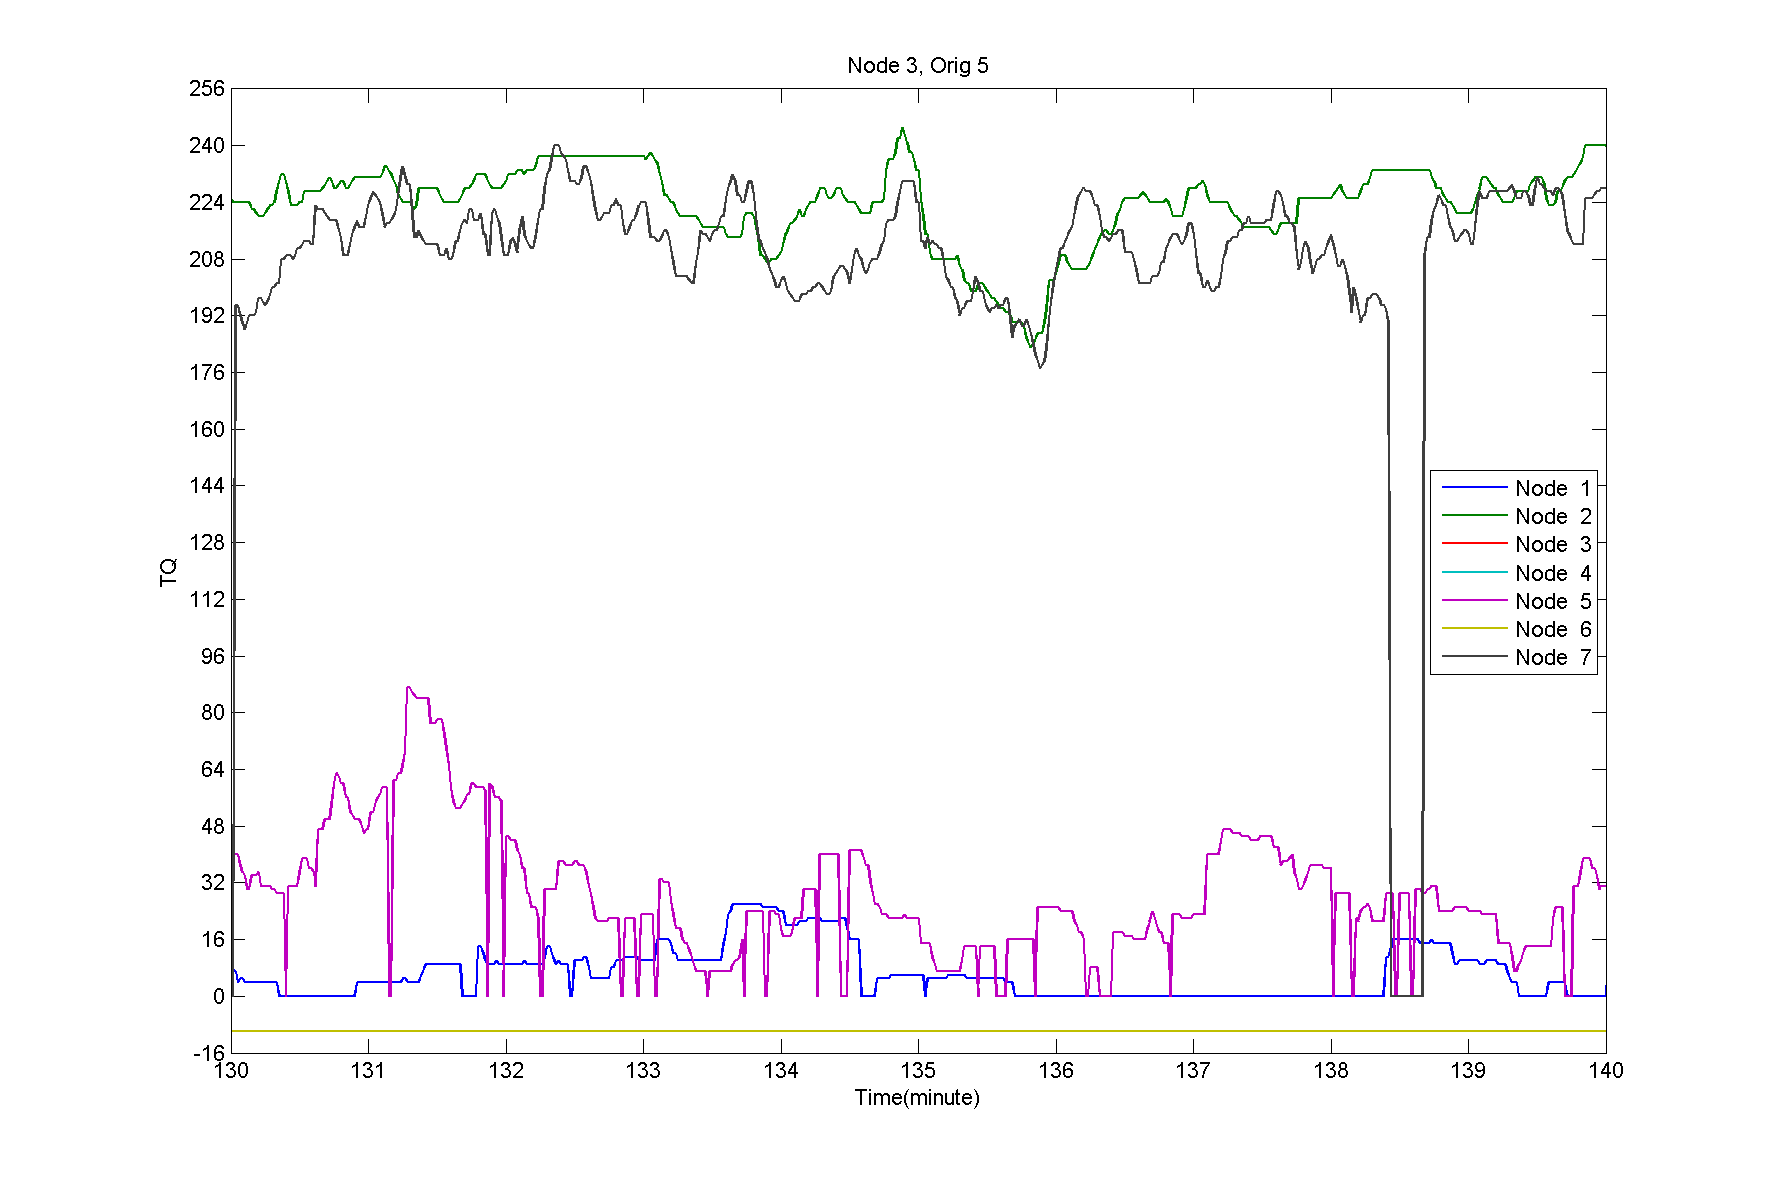 Node 3, Orig 5
256
240
224
208
192
176
160
144
128
112
96
80
64
48
32
16
0
-16
TQ
Node 1
Node 2
Node 3
Node 4
Node 5
Node 6
Node 7
130 131 132 133 134 135 136 137 138 139 140
Time(minute)